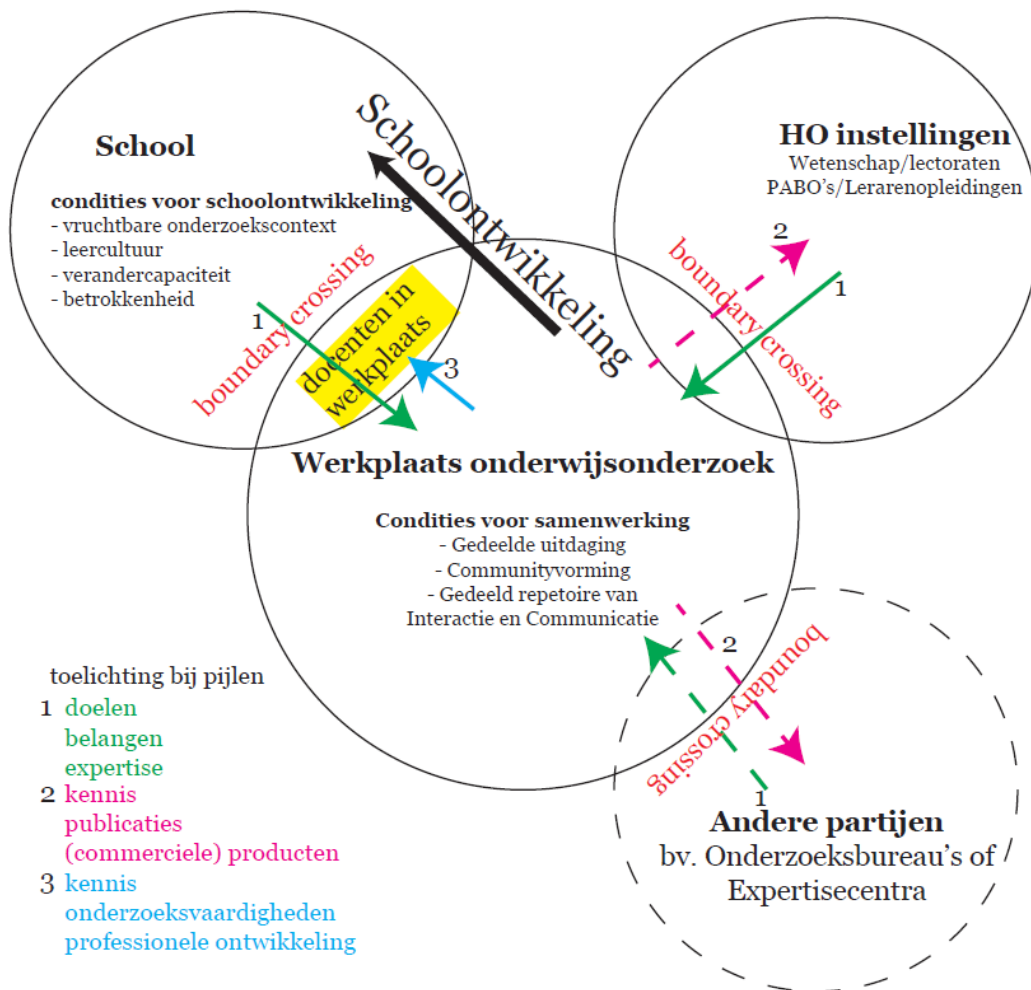 School
condities voor schoolontwikkeling
- vruchtbare onderzoekscontext
- leercultuur
- verandercapaciteit
- betrokkenheid
boundary crossing
1
docenten in
werkplaats
3
Schoolontwikkeling
HO instellingen
Wetenschap/lectoraten
PABO's/Lerarenopleidingen
2
1
boundary crossing
Werkplaats onderwijsonderzoek
Condities voor samenwerking
- Gedeelde uitdaging
- Communityvorming
- Gedeeld repetoire van
Interactie en Communicatie
2
boundary crossing
1
Andere partijen
bv. Onderzoeksbureau's of
Expertisecentra
toelichting bij pijlen
1 doelen
belangen
expertise
2 kennis
publicaties
(commerciele) producten
3 kennis
onderzoeksvaardigheden
professionele ontwikkeling